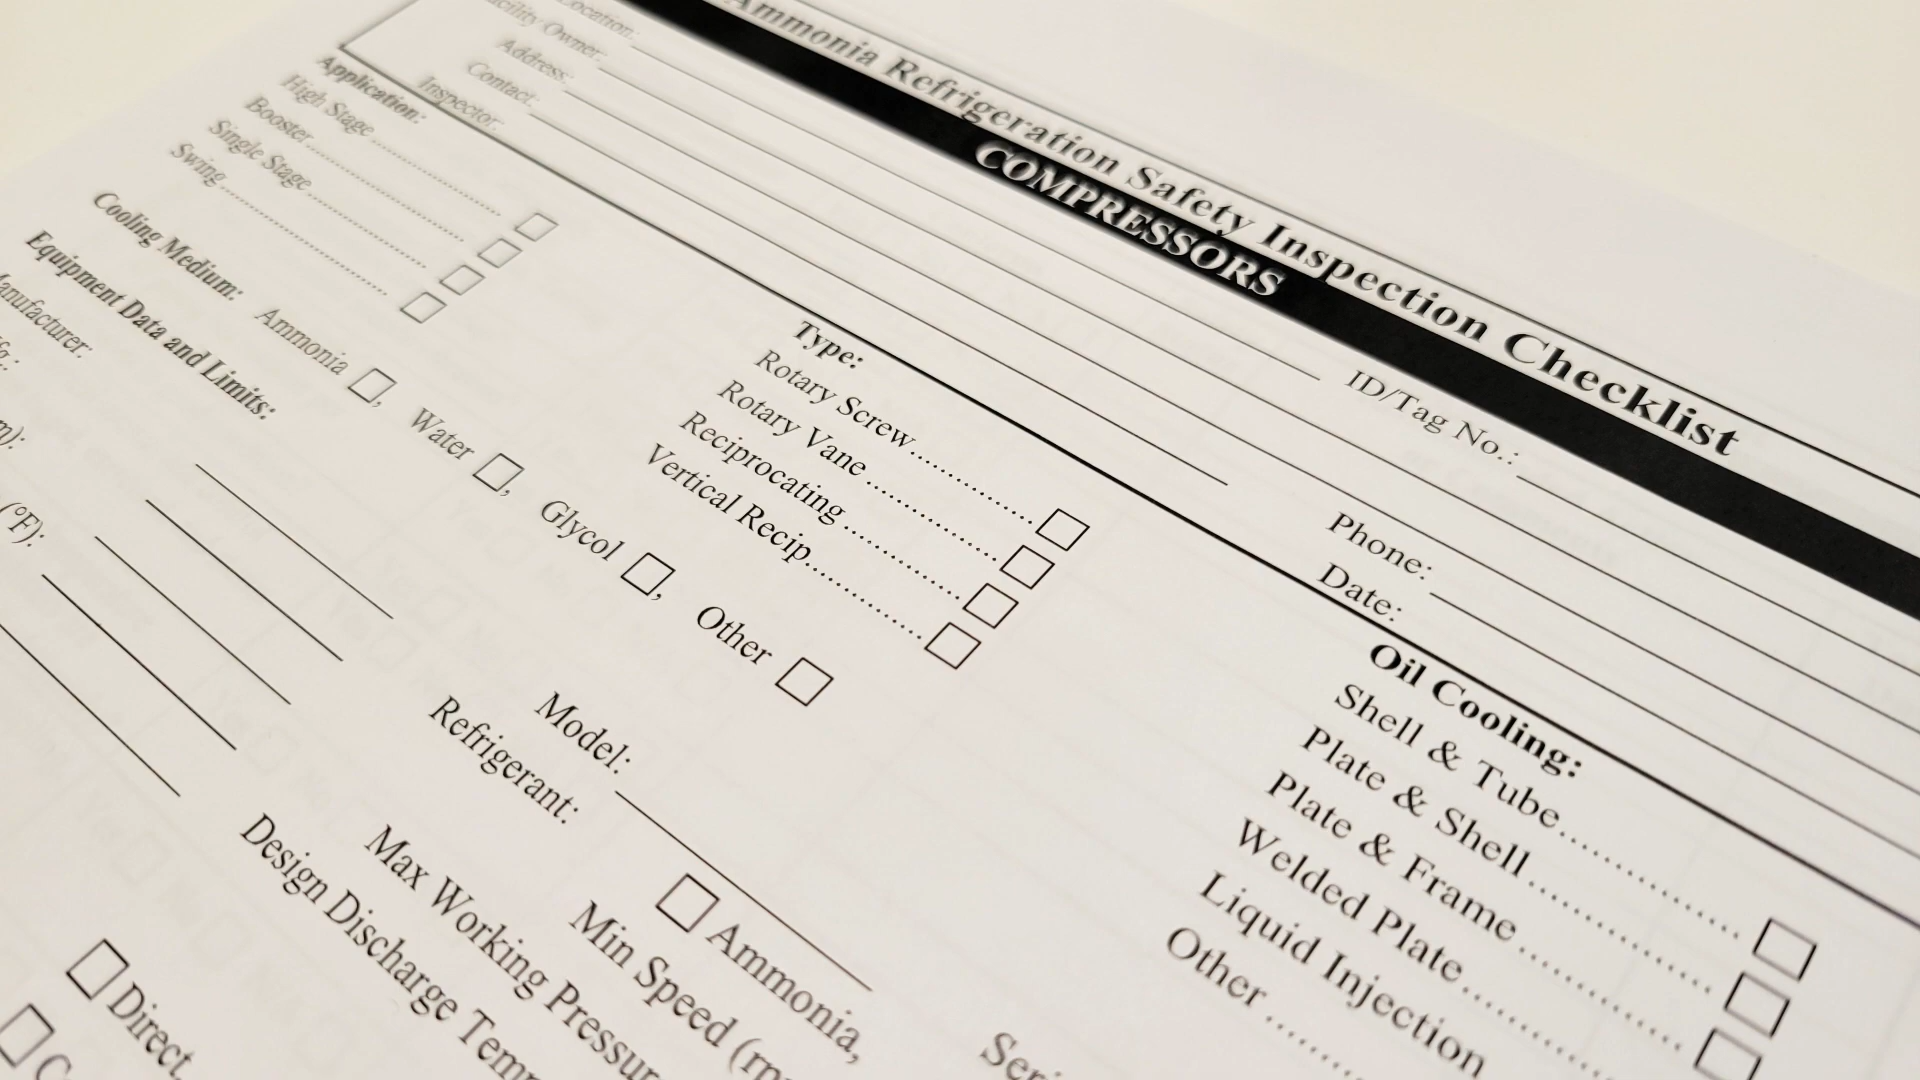 Ammonia Refrigeration Safety Inspection Checklist
COMPRESSORS
Location: ID/Tag No.:
Owner:
Address: Phone:
Contact: Date:
Inspector:
Application: Type: Oil Cooling:
High Stage Rotary Screw Shell & Tube
Booster Rotary Vane Plate & Shell
Single Stage Reciprocating Plate & Frame
Swing Vertical Recip. Welded Plate
Liquid Injection
Other
Cooling Medium: Ammonia , Water , Glycol , Other
Equipment Data and Limits:
Model:
Refrigerant: Ammonia,
Max Working
Min Speed
(°F): Design Discharge
Direct,